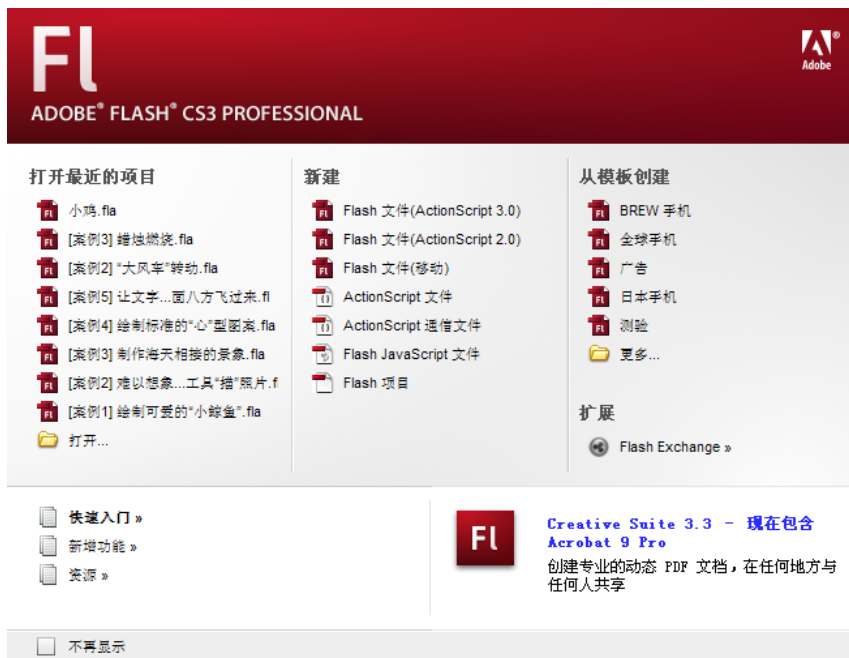 Fl
Adobe
ADOBE® FLASH® CS3 PROFESSIONAL
打开最近的项目
小鸡.fla
[案例3] 蜡烛燃烧.fla
[案例2] “大风车”转动.fla
[案例5] 让文字...面八方飞过来.fl
[案例4] 绘制标准的“心”型图案.fla
[案例3] 制作海天相接的景象.fla
[案例2] 难以想象...工具“描”照片.f
[案例1] 绘制可爱的“小鲸鱼”.fla
打开...
新建
Flash 文件(ActionScript 3.0)
Flash 文件(ActionScript 2.0)
Flash 文件(移动)
ActionScript 文件
ActionScript 通信文件
Flash JavaScript 文件
Flash 项目
从模板创建
BREW 手机
全球手机
广告
日本手机
测验
更多...
扩展
Flash Exchange »
快速入门 »
新增功能 »
资源 »
Fl
Creative Suite 3.3 - 现在包含
Acrobat 9 Pro
创建专业的动态 PDF 文档，在任何地方与
任何人共享
不再显示